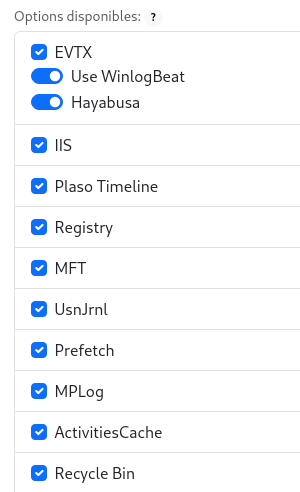 Options disponibles: ?
EVTX
Use WinlogBeat
Hayabusa
IIS
Plaso Timeline
Registry
MFT
UsnJrnl
Prefetch
MPLog
ActivitiesCache
Recycle Bin